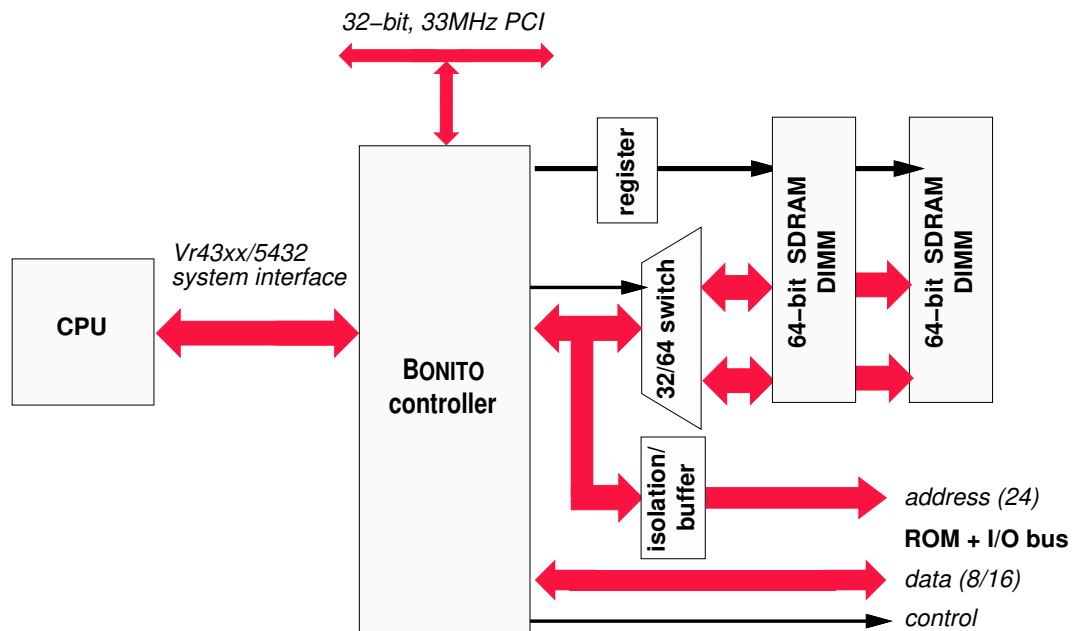 32-bit, 33MHz PCI
Vr43xx/5432
system interface
CPU
BONITO
controller
register
32/64 switch
64-bit SDRAM
DIMM
64-bit SDRAM
DIMM
isolation/
buffer
address (24)
ROM + I/O bus
data (8/16)
control